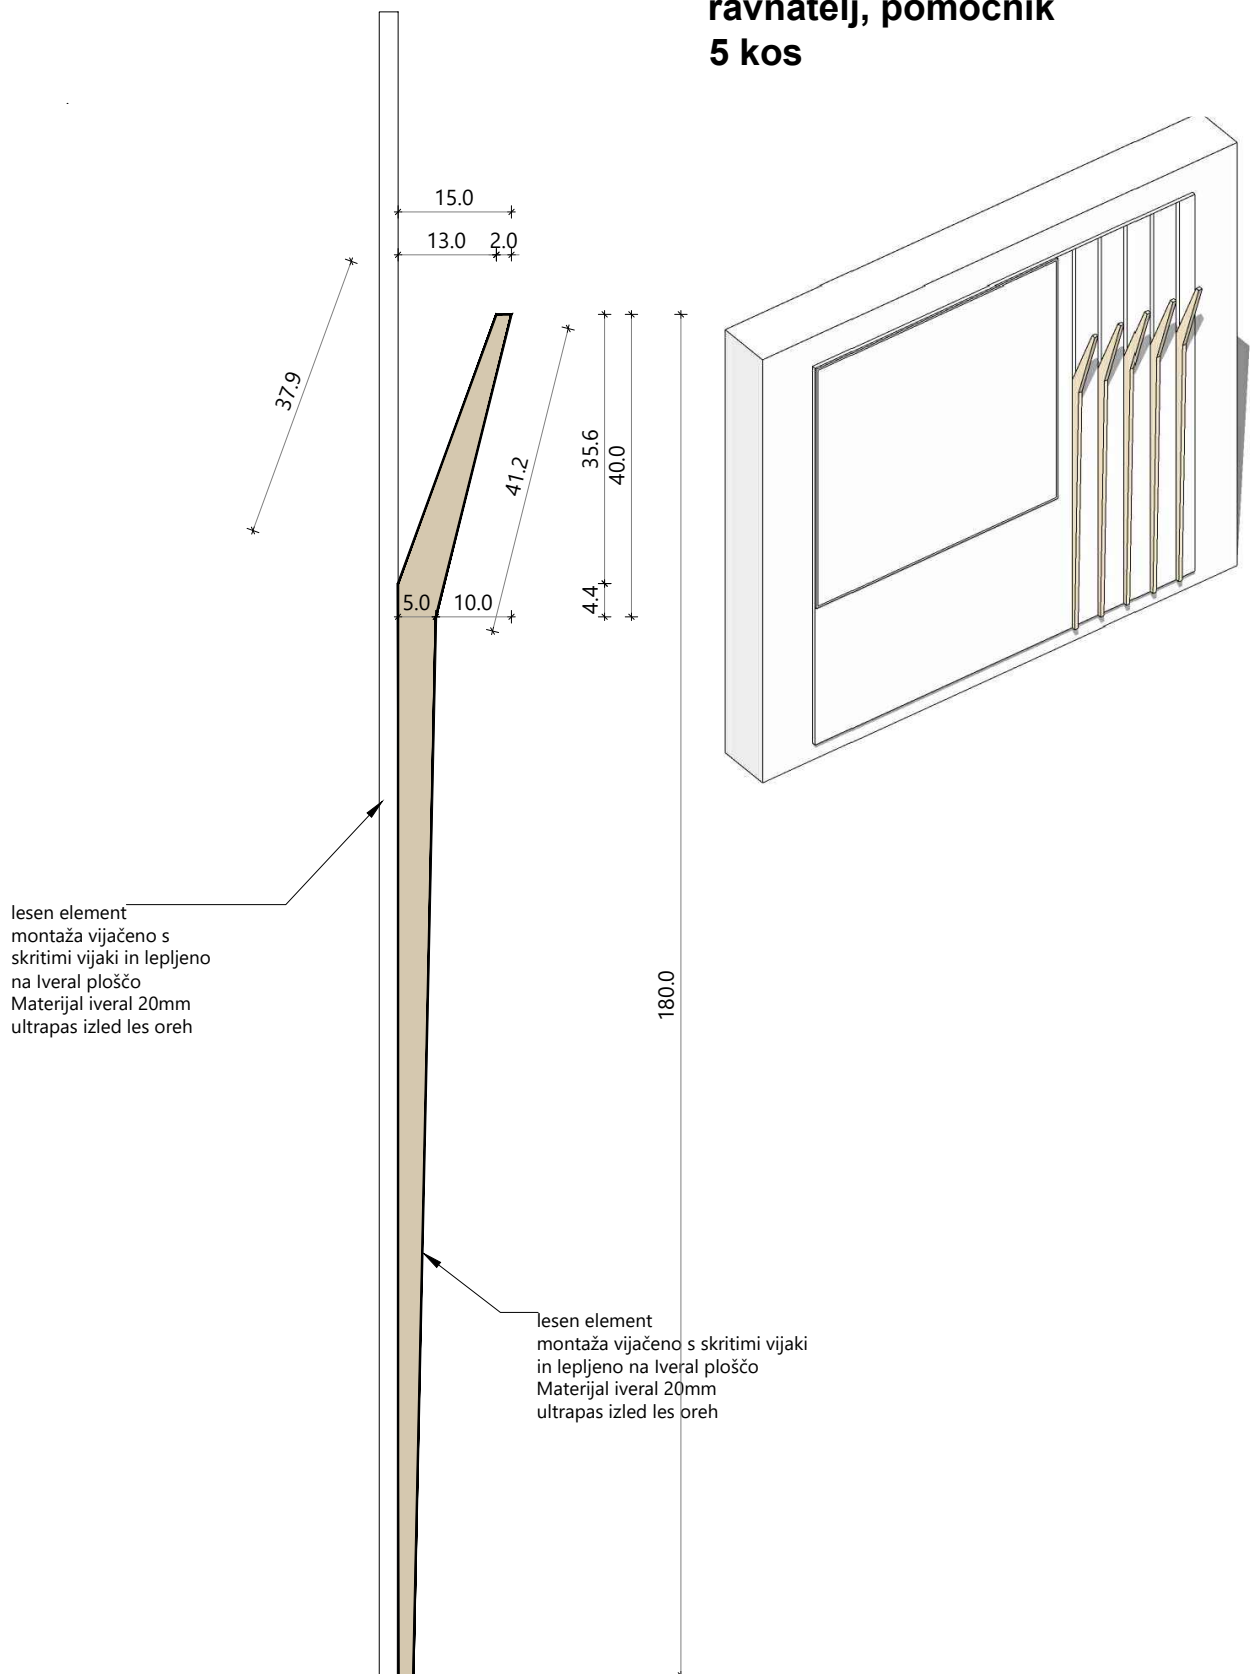 ravnatelj, pomočnik
5 kos
15.0
13.0 2.0
37.9
41.2
35.6
40.0
4.4
5.0 10.0
lesen element
montaža vijačeno s
skritimi vijaki in lepljeno
na Iveral ploščo
Materijal iveral 20mm
ultrapas izled les oreh
180.0
lesen element
montaža vijačeno s skritimi vijaki
in lepljeno na Iveral ploščo
Materijal iveral 20mm
ultrapas izled les oreh